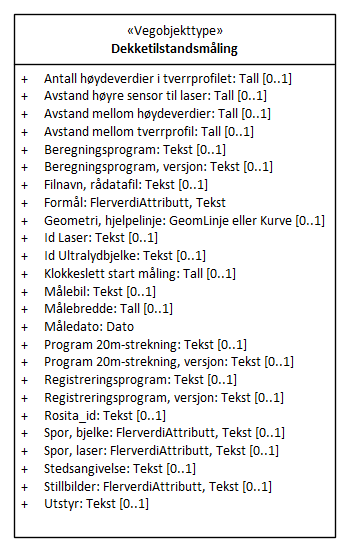 «Vegobjekttype»
Dekketilstandsmåling
+ Antall høydeverdier i tverrprofilet: Tall [0..1]
+ Avstand høyre sensor til laser: Tall [0..1]
+ Avstand mellom høydeverdier: Tall [0..1]
+ Avstand mellom tverrprofil: Tall [0..1]
+ Beregningsprogram: Tekst [0..1]
+ Beregningsprogram, versjon: Tekst [0..1]
+ Filnavn, rådatafil: Tekst [0..1]
+ Formål: FlerverdiAttributt, Tekst
+ Geometri, hjelpelinje: GeomLinje eller Kurve [0..1]
+ Id Laser: Tekst [0..1]
+ Id Ultralydbjelke: Tekst [0..1]
+ Klokkeslett start måling: Tall [0..1]
+ Målebil: Tekst [0..1]
+ Målebredde: Tall [0..1]
+ Måledato: Dato
+ Program 20m-strekning: Tekst [0..1]
+ Program 20m-strekning, versjon: Tekst [0..1]
+ Registreringsprogram: Tekst [0..1]
+ Registreringsprogram, versjon: Tekst [0..1]
+ Rosita_id: Tekst [0..1]
+ Spor, bjelke: FlerverdiAttributt, Tekst [0..1]
+ Spor, laser: FlerverdiAttributt, Tekst [0..1]
+ Stedsangivelse: Tekst [0..1]
+ Stillbilder: FlerverdiAttributt, Tekst [0..1]
+ Utstyr: Tekst [0..1]